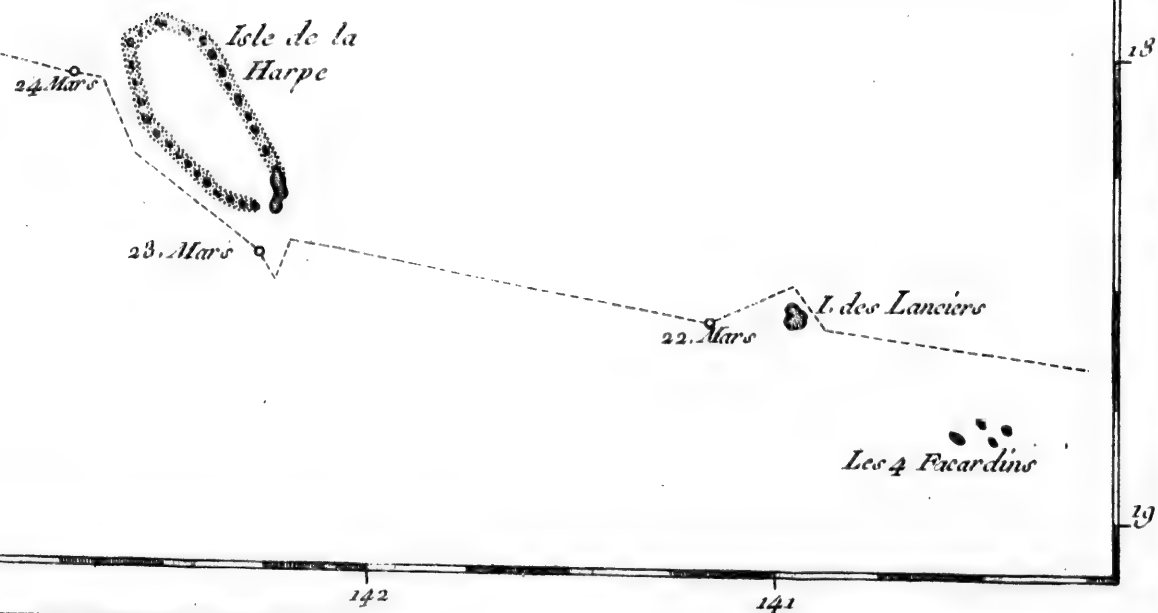 Isle de la
Harpe
18
24 Mars
23. Mars
I. des Lanciers
22. Mars
Les 4 Facardins
19
142
141